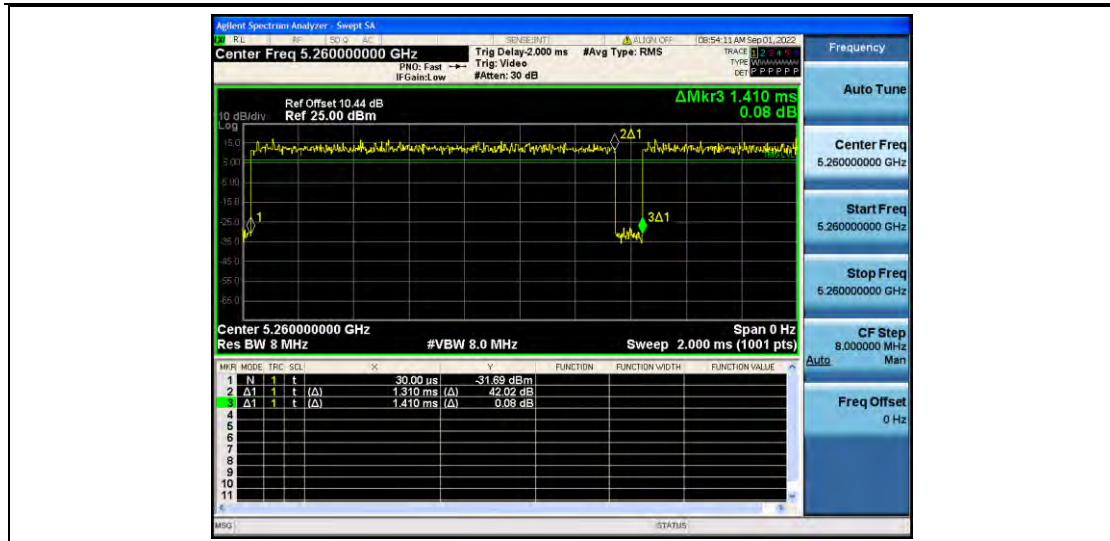 Agilent Spectrum Analyzer - Swept SA
RL RF 50 Ω AC SENSE:INT ALIGN OFF 08:54:11 AM Sep 01, 2022
Center Freq 5.260000000 GHz
Trig Delay-2.000 ms #Avg Type: RMS
TRACE 1 2 3 4 5 6
PNO: Fast Trig: Video
TYPE
IFGain:Low #Atten: 30 dB
DET P P P P P P
Ref Offset 10.44 dB
10 dB/div Ref 25.00 dBm
Log
ΔMkr3 1.410 ms
0.08 dB
15.0
5.00
-5.00
-15.0
-25.0
-35.0
-45.0
-55.0
-65.0
1
2Δ1
3Δ1
Center 5.260000000 GHz Span 0 Hz
Res BW 8 MHz #VBW 8.0 MHz Sweep 2.000 ms (1001 pts)
MKR MODE TRC SCL X Y FUNCTION FUNCTION WIDTH FUNCTION VALUE
1 N 1 t 30.00 µs -31.69 dBm
2 Δ1 1 t (Δ) 1.310 ms (Δ) 42.02 dB
3 Δ1 1 t (Δ) 1.410 ms (Δ) 0.08 dB
4
5
6
7
8
9
10
11
MSG STATUS
Frequency
Auto Tune
Center Freq
5.260000000 GHz
Start Freq
5.260000000 GHz
Stop Freq
5.260000000 GHz
CF Step
8.000000 MHz
Auto Man
Freq Offset
0 Hz